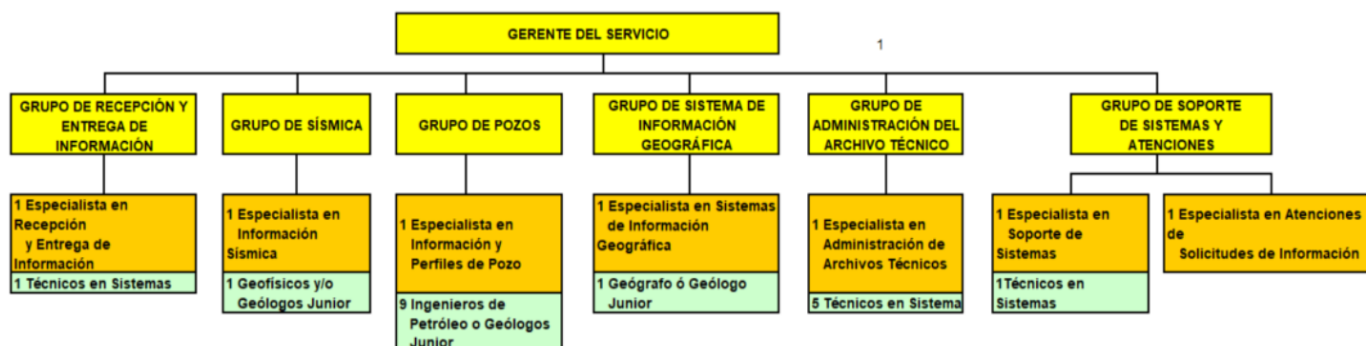 GERENTE DEL SERVICIO
1
GRUPO DE RECEPCIÓN Y
ENTREGA DE
INFORMACIÓN
GRUPO DE SÍSMICA
GRUPO DE POZOS
GRUPO DE SISTEMA DE
INFORMACIÓN
GEOGRÁFICA
GRUPO DE
ADMINISTRACIÓN DEL
ARCHIVO TÉCNICO
GRUPO DE SOPORTE
DE SISTEMAS Y
ATENCIONES
1 Especialista en
Recepción
y Entrega de
Información
1 Técnicos en Sistemas
1 Especialista en
Información
Sísmica
1 Geofísicos y/o
Geólogos Junior
1 Especialista en
Información y
Perfiles de Pozo
9 Ingenieros de
Petróleo o Geólogos
Junior
1 Especialista en Sistemas
de Información
Geográfica
1 Geógrafo ó Geólogo
Junior
1 Especialista en
Administración de
Archivos Técnicos
5 Técnicos en Sistema
1 Especialista en
Soporte de
Sistemas
1Técnicos en
Sistemas
1 Especialista en Atenciones
de
Solicitudes de Información